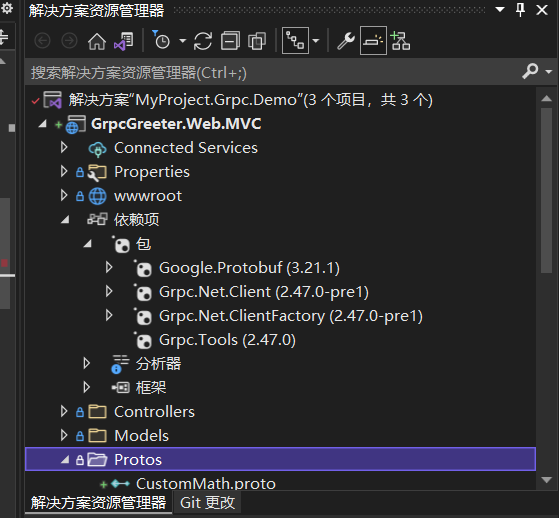 解决方案资源管理器
搜索解决方案资源管理器(Ctrl+;)
解决方案"MyProject.Grpc.Demo"(3 个项目，共 3 个)
GrpcGreeter.Web.MVC
Connected Services
Properties
wwwroot
依赖项
包
Google.Protobuf (3.21.1)
Grpc.Net.Client (2.47.0-pre1)
Grpc.Net.ClientFactory (2.47.0-pre1)
Grpc.Tools (2.47.0)
分析器
框架
Controllers
Models
Protos
CustomMath.proto
解决方案资源管理器 Git 更改